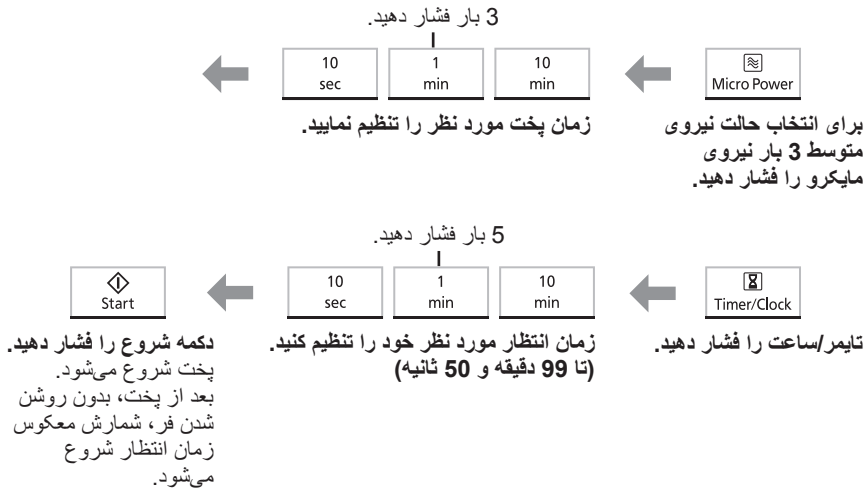 3 بار فشار دهید.
Micro Power
10
min
1
min
10
sec
برای انتخاب حالت نیروی
متوسط 3 بار نیروی
مایکرو را فشار دهید.
زمان پخت مورد نظر را تنظیم نمایید.
5 بار فشار دهید.
Timer/Clock
10
min
1
min
10
sec
Start
تایمر/ساعت را فشار دهید.
زمان انتظار مورد نظر خود را تنظیم کنید.
(تا 99 دقیقه و 50 ثانیه)
دکمه شروع را فشار دهید.
پخت شروع می‌شود.
بعد از پخت، بدون روشن
شدن فر، شمارش معکوس
زمان انتظار شروع
می‌شود.